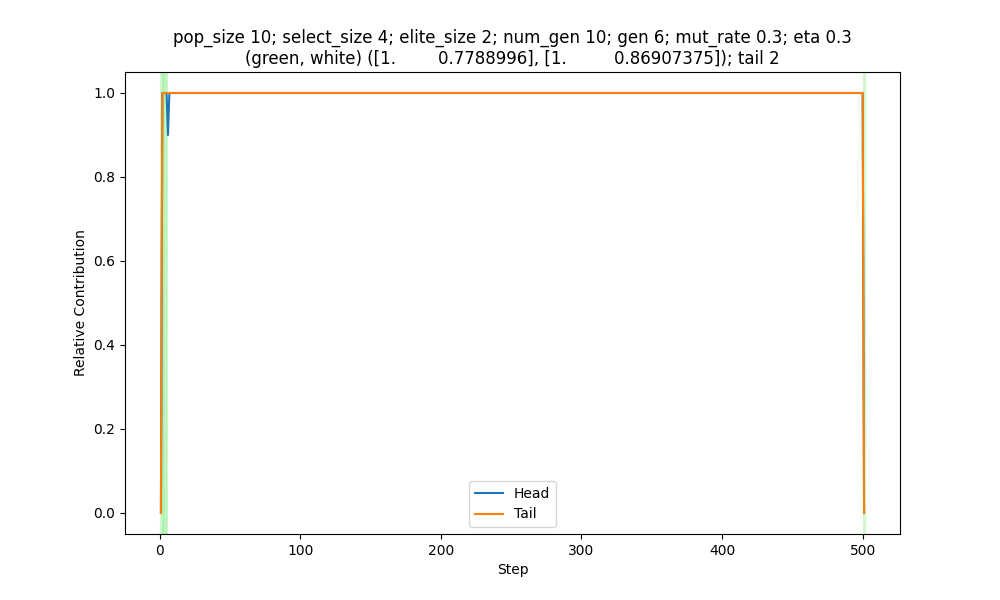 pop_size 10; select_size 4; elite_size 2; num_gen 10; gen 6; mut_rate 0.3; eta 0.3
(green, white) ([1. 0.7788996], [1. 0.86907375]); tail 2
Relative Contribution
1.0
0.8
0.6
0.4
0.2
0.0
Head
Tail
0
100
200
300
400
500
Step